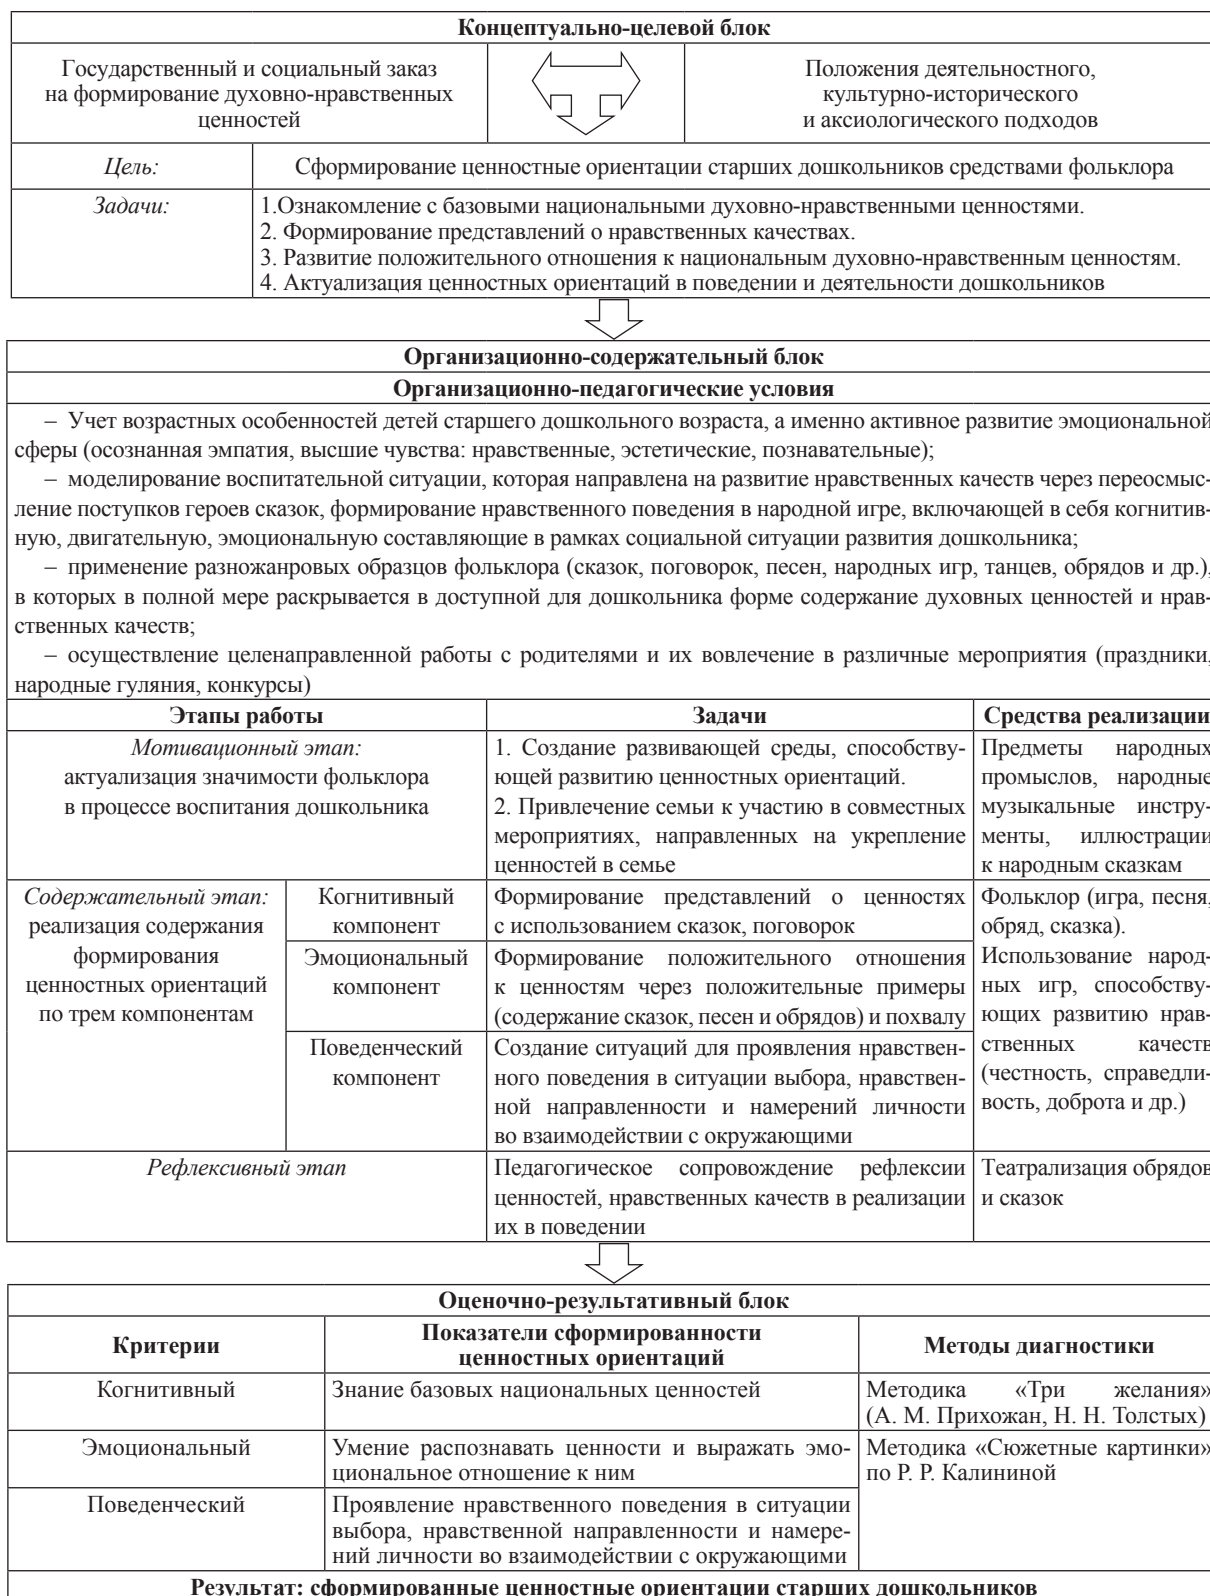 Концептуально-целевой блок
Государственный и социальный заказ
на формирование духовно-нравственных
ценностей
Положения деятельностного,
культурно-исторического
и аксиологического подходов
Цель:
Сформирование ценностные ориентации старших дошкольников средствами фольклора
Задачи:
1.Ознакомление с базовыми национальными духовно-нравственными ценностями.
2. Формирование представлений о нравственных качествах.
3. Развитие положительного отношения к национальным духовно-нравственным ценностям.
4. Актуализация ценностных ориентаций в поведении и деятельности дошкольников
Организационно-содержательный блок
Организационно-педагогические условия
– Учет возрастных особенностей детей старшего дошкольного возраста, а именно активное развитие эмоциональной
сферы (осознанная эмпатия, высшие чувства: нравственные, эстетические, познавательные);
– моделирование воспитательной ситуации, которая направлена на развитие нравственных качеств через переосмыс-
ление поступков героев сказок, формирование нравственного поведения в народной игре, включающей в себя когнитив-
ную, двигательную, эмоциональную составляющие в рамках социальной ситуации развития дошкольника;
– применение разножанровых образцов фольклора (сказок, поговорок, песен, народных игр, танцев, обрядов и др.),
в которых в полной мере раскрывается в доступной для дошкольника форме содержание духовных ценностей и нрав-
ственных качеств;
– осуществление целенаправленной работы с родителями и их вовлечение в различные мероприятия (праздники,
народные гуляния, конкурсы)
Этапы работы
Задачи
Средства реализации
Мотивационный этап:
актуализация значимости фольклора
в процессе воспитания дошкольника
1. Создание развивающей среды, способству-
ющей развитию ценностных ориентаций.
2. Привлечение семьи к участию в совместных
мероприятиях, направленных на укрепление
ценностей в семье
Предметы народных
промыслов, народные
музыкальные инстру-
менты, иллюстрации
к народным сказкам
Содержательный этап:
реализация содержания
формирования
ценностных ориентаций
по трем компонентам
Когнитивный
компонент
Формирование представлений о ценностях
с использованием сказок, поговорок
Эмоциональный
компонент
Формирование положительного отношения
к ценностям через положительные примеры
(содержание сказок, песен и обрядов) и похвалу
Поведенческий
компонент
Создание ситуаций для проявления нравствен-
ного поведения в ситуации выбора, нравствен-
ной направленности и намерений личности
во взаимодействии с окружающими
Фольклор (игра, песня,
обряд, сказка).
Использование народ-
ных игр, способству-
ющих развитию нрав-
ственных качеств
(честность, справедли-
вость, доброта и др.)
Рефлексивный этап
Педагогическое сопровождение рефлексии
ценностей, нравственных качеств в реализации
их в поведении
Театрализация обрядов
и сказок
Оценочно-результативный блок
Критерии
Показатели сформированности
ценностных ориентаций
Методы диагностики
Когнитивный
Знание базовых национальных ценностей
Методика «Три желания»
(А. М. Прихожан, Н. Н. Толстых)
Эмоциональный
Умение распознавать ценности и выражать эмо-
циональное отношение к ним
Методика «Сюжетные картинки»
по Р. Р. Калининой
Поведенческий
Проявление нравственного поведения в ситуации
выбора, нравственной направленности и намере-
ний личности во взаимодействии с окружающими
Результат: сформированные ценностные ориентации старших дошкольников